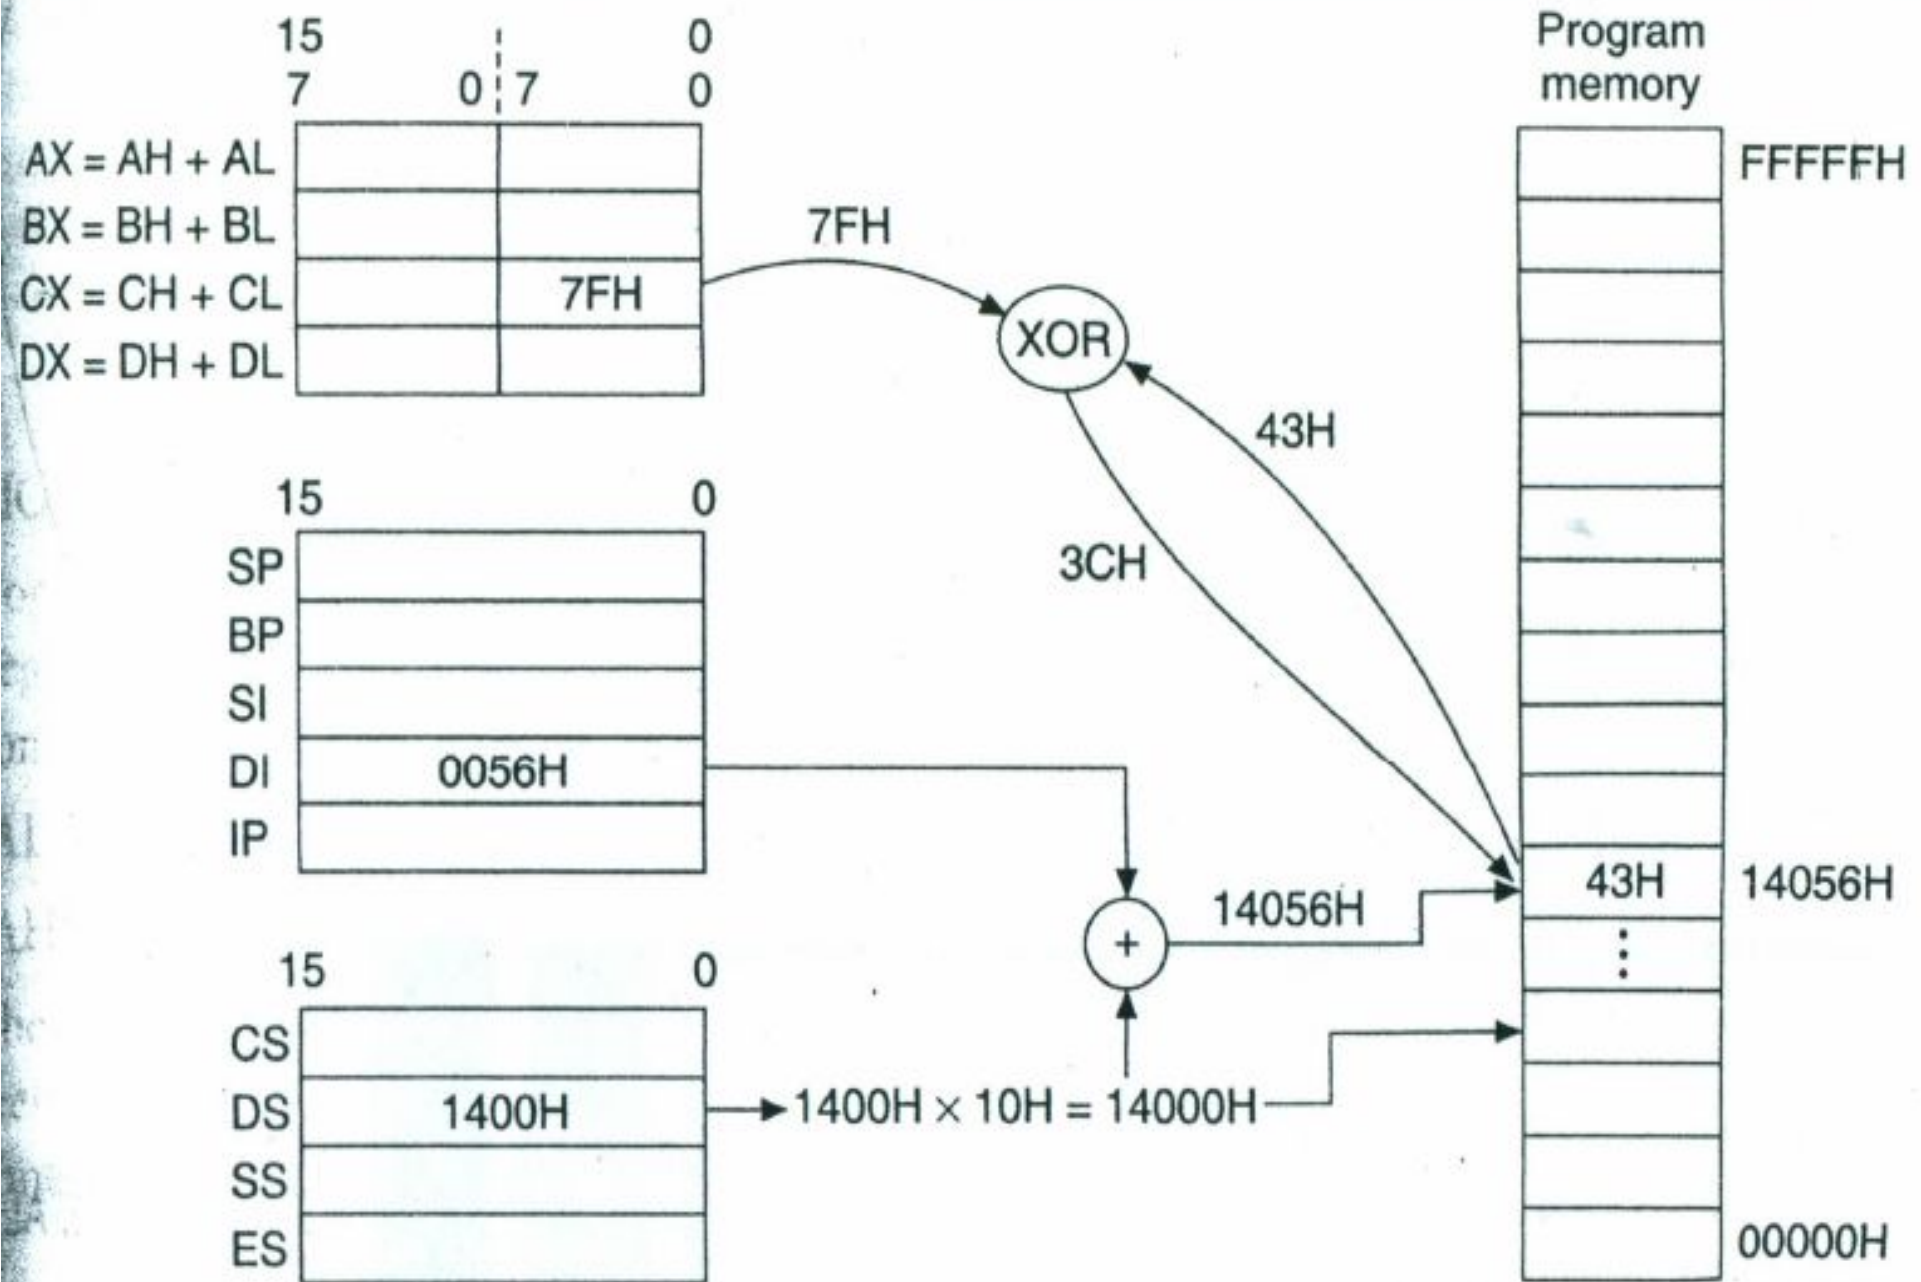 15 0
7 0 7 0
AX = AH + AL
BX = BH + BL
CX = CH + CL 7FH
DX = DH + DL
7FH
XOR
43H
3CH
15 0
SP
BP
SI
DI 0056H
IP
+
14056H
15 0
CS
DS 1400H
1400H × 10H = 14000H
SS
ES
Program
memory
FFFFFH
43H 14056H
00000H